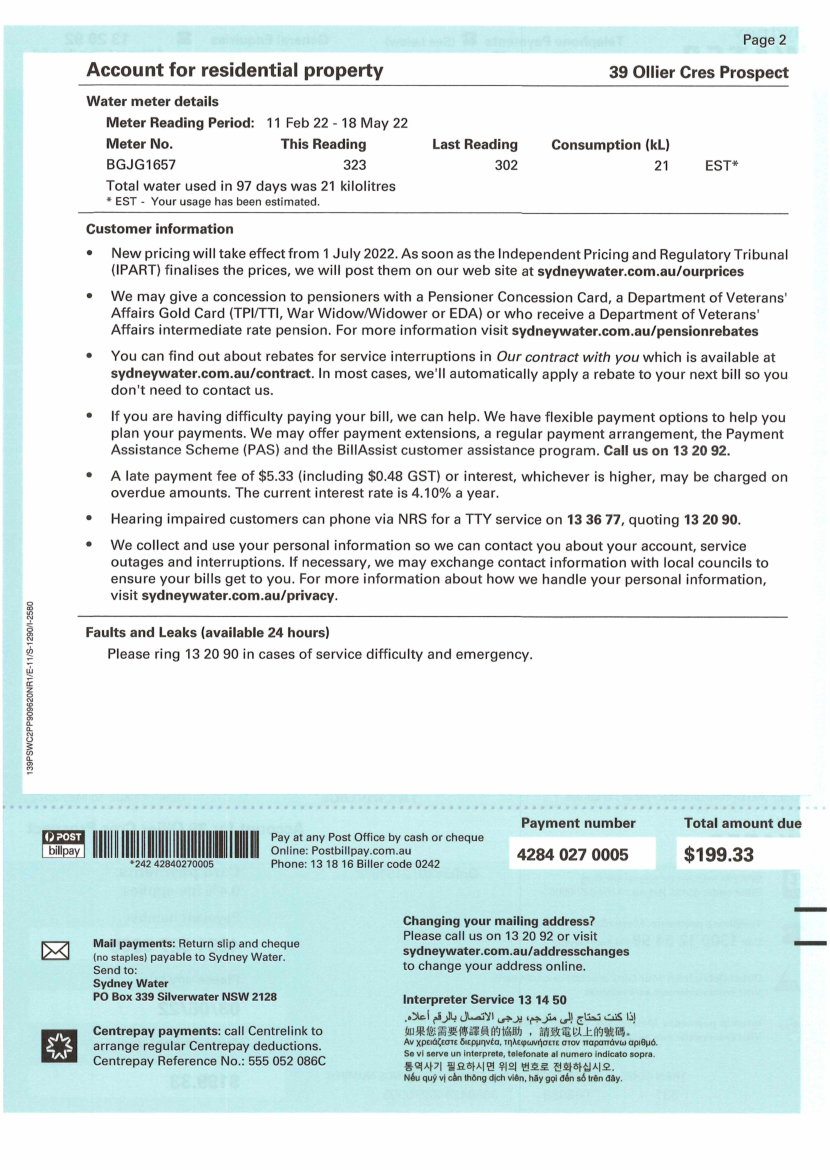 Page 2
Account for residential property 39 Ollier Cres Prospect
Water meter details
Meter Reading Period: 11 Feb 22 - 18 May 22
Meter No. This Reading Last Reading Consumption (kL)
BGJG1657 323 302 21 EST*
Total water used in 97 days was 21 kilolitres
* EST - Your usage has been estimated.
Customer information
• New pricing will take effect from 1 July 2022. As soon as the Independent Pricing and Regulatory Tribunal
(IPART) finalises the prices, we will post them on our web site at sydneywater.com.au/ourprices
• We may give a concession to pensioners with a Pensioner Concession Card, a Department of Veterans'
Affairs Gold Card (TPI/TTI, War Widow/Widower or EDA) or who receive a Department of Veterans'
Affairs intermediate rate pension. For more information visit sydneywater.com.au/pensionrebates
• You can find out about rebates for service interruptions in Our contract with you which is available at
sydneywater.com.au/contract. In most cases, we'll automatically apply a rebate to your next bill so you
don't need to contact us.
• If you are having difficulty paying your bill, we can help. We have flexible payment options to help you
plan your payments. We may offer payment extensions, a regular payment arrangement, the Payment
Assistance Scheme (PAS) and the BillAssist customer assistance program. Call us on 13 20 92.
• A late payment fee of $5.33 (including $0.48 GST) or interest, whichever is higher, may be charged on
overdue amounts. The current interest rate is 4.10% a year.
• Hearing impaired customers can phone via NRS for a TTY service on 13 36 77, quoting 13 20 90.
• We collect and use your personal information so we can contact you about your account, service
outages and interruptions. If necessary, we may exchange contact information with local councils to
ensure your bills get to you. For more information about how we handle your personal information,
visit sydneywater.com.au/privacy.
Faults and Leaks (available 24 hours)
Please ring 13 20 90 in cases of service difficulty and emergency.
139PSWC2PP909620NR1/E-11/S-1290/I-2580
POST
billpay
*242 42840270005
Pay at any Post Office by cash or cheque
Online: Postbillpay.com.au
Phone: 13 18 16 Biller code 0242
Payment number Total amount due
4284 027 0005 $199.33
Mail payments: Return slip and cheque
(no staples) payable to Sydney Water.
Send to:
Sydney Water
PO Box 339 Silverwater NSW 2128
Centrepay payments: call Centrelink to
arrange regular Centrepay deductions.
Centrepay Reference No.: 555 052 086C
Changing your mailing address?
Please call us on 13 20 92 or visit
sydneywater.com.au/addresschanges
to change your address online.
Interpreter Service 13 14 50
إذا كنت تحتاج إلى مترجم، يرجى الاتصال بالرقم أعلاه.
如果您需要傳譯員的協助，請致電以上的號碼。
Αν χρειάζεστε διερμηνέα, τηλεφωνήσετε στον παραπάνω αριθμό.
Se vi serve un interprete, telefonate al numero indicato sopra.
통역사가 필요하시면 위의 번호로 전화하십시오.
Nếu quý vị cần thông dịch viên, hãy gọi đến số trên đây.